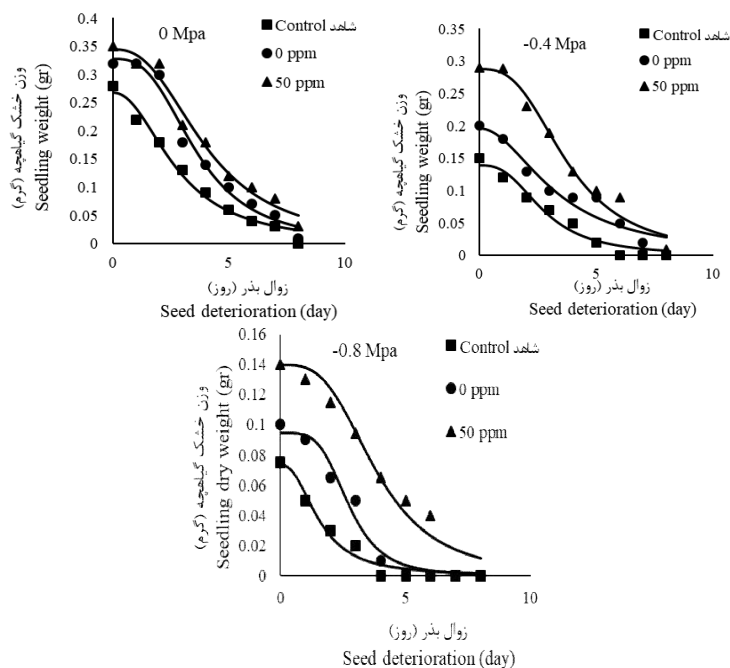 0 Mpa
Control شاهد
0 ppm
50 ppm
0.4
0.35
0.3
0.25
0.2
0.15
0.1
0.05
0
وزن خشک گیاهچه (گرم)
Seedling weight (gr)
0 5 10
زوال بذر (روز)
Seed deterioration (day)
-0.4 Mpa
Control شاهد
0 ppm
50 ppm
0.35
0.3
0.25
0.2
0.15
0.1
0.05
0
وزن خشک گیاهچه (گرم)
Seedling weight (gr)
0 5 10
زوال بذر (روز)
Seed deterioration (day)
-0.8 Mpa
Control شاهد
0 ppm
50 ppm
0.16
0.14
0.12
0.1
0.08
0.06
0.04
0.02
0
وزن خشک گیاهچه (گرم)
Seedling dry weight (gr)
0 5 10
زوال بذر (روز)
Seed deterioration (day)